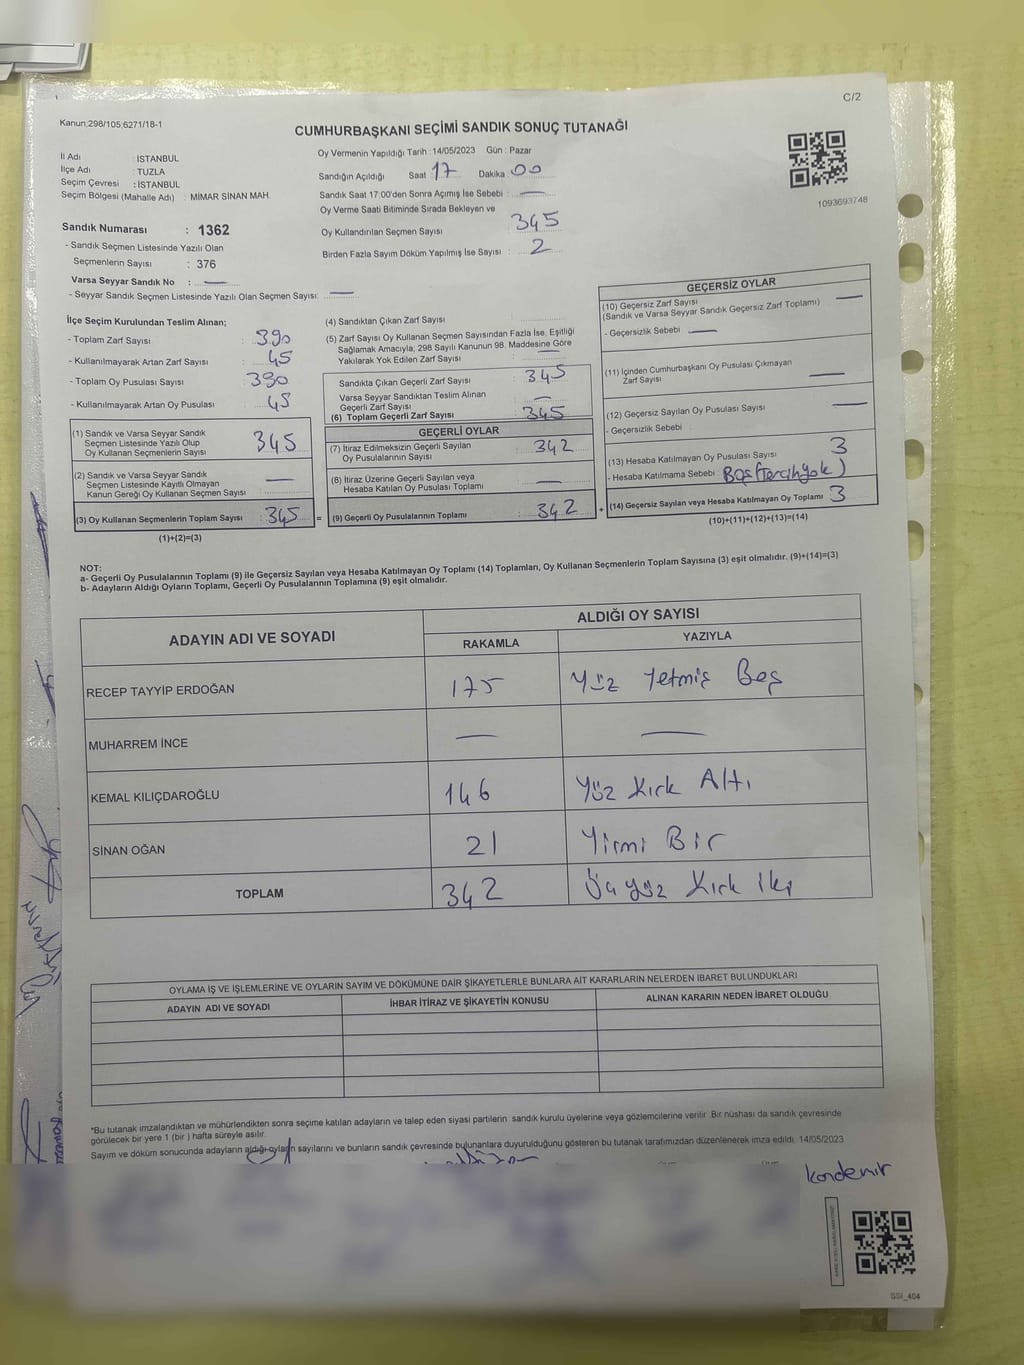 C/2
Kanun;298/105;6271/18-1
CUMHURBAŞKANI SEÇİMİ SANDIK SONUÇ TUTANAĞI
İl Adı : İSTANBUL
İlçe Adı : TUZLA
Seçim Çevresi : İSTANBUL
Seçim Bölgesi (Mahalle Adı) : MİMAR SİNAN MAH.
Oy Vermenin Yapıldığı Tarih : 14/05/2023 Gün : Pazar
Sandığın Açıldığı Saat 17 Dakika 00
Sandık Saat 17:00'den Sonra Açımış İse Sebebi : —
Oy Verme Saati Bitiminde Sırada Bekleyen ve
Oy Kullandırılan Seçmen Sayısı 345
Birden Fazla Sayım Döküm Yapılmış İse Sayısı : 2
1093693748
Sandık Numarası : 1362
- Sandık Seçmen Listesinde Yazılı Olan
Seçmenlerin Sayısı : 376
Varsa Seyyar Sandık No : —
- Seyyar Sandık Seçmen Listesinde Yazılı Olan Seçmen Sayısı: —
İlçe Seçim Kurulundan Teslim Alınan;
- Toplam Zarf Sayısı : 390
- Kullanılmayarak Artan Zarf Sayısı : 45
- Toplam Oy Pusulası Sayısı : 390
- Kullanılmayarak Artan Oy Pusulası : 45
(1) Sandık ve Varsa Seyyar Sandık
Seçmen Listesinde Yazılı Olup
Oy Kullanan Seçmenlerin Sayısı 345
(2) Sandık ve Varsa Seyyar Sandık
Seçmen Listesinde Kayıtlı Olmayan
Kanun Gereği Oy Kullanan Seçmen Sayısı —
(3) Oy Kullanan Seçmenlerin Toplam Sayısı : 345 =
(1)+(2)=(3)
(4) Sandıktan Çıkan Zarf Sayısı :
(5) Zarf Sayısı Oy Kullanan Seçmen Sayısından Fazla İse, Eşitliği
Sağlamak Amacıyla, 298 Sayılı Kanunun 98. Maddesine Göre
Yakılarak Yok Edilen Zarf Sayısı : —
Sandıkta Çıkan Geçerli Zarf Sayısı : 345
Varsa Seyyar Sandıktan Teslim Alınan
Geçerli Zarf Sayısı : —
(6) Toplam Geçerli Zarf Sayısı : 345
GEÇERLİ OYLAR
(7) İtiraz Edilmeksizin Geçerli Sayılan
Oy Pusulalarının Sayısı : 342
(8) İtiraz Üzerine Geçerli Sayılan veya
Hesaba Katılan Oy Pusulası Toplamı : —
(9) Geçerli Oy Pusulalarının Toplamı : 342 +
GEÇERSİZ OYLAR
(10) Geçersiz Zarf Sayısı : —
(Sandık ve Varsa Seyyar Sandık Geçersiz Zarf Toplamı)
- Geçersizlik Sebebi : —
(11) İçinden Cumhurbaşkanı Oy Pusulası Çıkmayan
Zarf Sayısı : —
(12) Geçersiz Sayılan Oy Pusulası Sayısı : —
- Geçersizlik Sebebi :
(13) Hesaba Katılmayan Oy Pusulası Sayısı : 3
- Hesaba Katılmama Sebebi : Boş (Tercih yok)
(14) Geçersiz Sayılan veya Hesaba Katılmayan Oy Toplamı : 3
(10)+(11)+(12)+(13)=(14)
NOT:
a- Geçerli Oy Pusulalarının Toplamı (9) ile Geçersiz Sayılan veya Hesaba Katılmayan Oy Toplamı (14) Toplamları, Oy Kullanan Seçmenlerin Toplam Sayısına (3) eşit olmalıdır. (9)+(14)=(3)
b- Adayların Aldığı Oyların Toplamı, Geçerli Oy Pusulalarının Toplamına (9) eşit olmalıdır.
ADAYIN ADI VE SOYADI ALDIĞI OY SAYISI
RAKAMLA YAZIYLA
RECEP TAYYİP ERDOĞAN 175 Yüz Yetmiş Beş
MUHARREM İNCE — —
KEMAL KILIÇDAROĞLU 146 Yüz Kırk Altı
SİNAN OĞAN 21 Yirmi Bir
TOPLAM 342 Üç yüz Kırk iki
OYLAMA İŞ VE İŞLEMLERİNE VE OYLARIN SAYIM VE DÖKÜMÜNE DAİR ŞİKAYETLERLE BUNLARA AİT KARARLARIN NELERDEN İBARET BULUNDUKLARI
ADAYIN ADI VE SOYADI İHBAR İTİRAZ VE ŞİKAYETİN KONUSU ALINAN KARARIN NEDEN İBARET OLDUĞU
*Bu tutanak imzalandıktan ve mühürlendikten sonra seçime katılan adayların ve talep eden siyasi partilerin sandık kurulu üyelerine veya gözlemcilerine verilir. Bir nüshası da sandık çevresinde
görülecek bir yere 1 (bir ) hafta süreyle asılır.
Sayım ve döküm sonucunda adayların aldığı oyların sayılarını ve bunların sandık çevresinde bulunanlara duyurulduğunu gösteren bu tutanak tarafımızdan düzenlenerek imza edildi. 14/05/2023
SSI_404